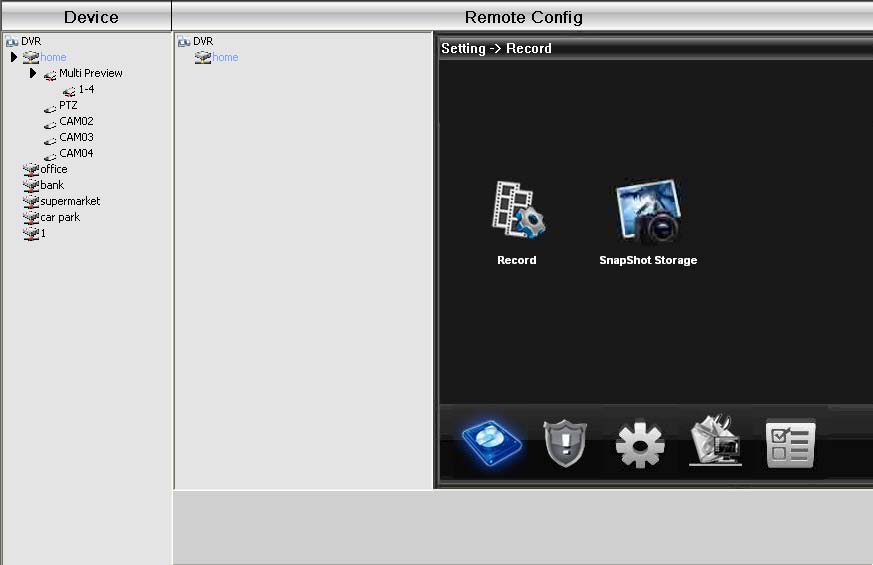 Device
Remote Config
DVR
home
Multi Preview
1-4
PTZ
CAM02
CAM03
CAM04
office
bank
supermarket
car park
1
DVR
home
Setting -> Record
Record
SnapShot Storage